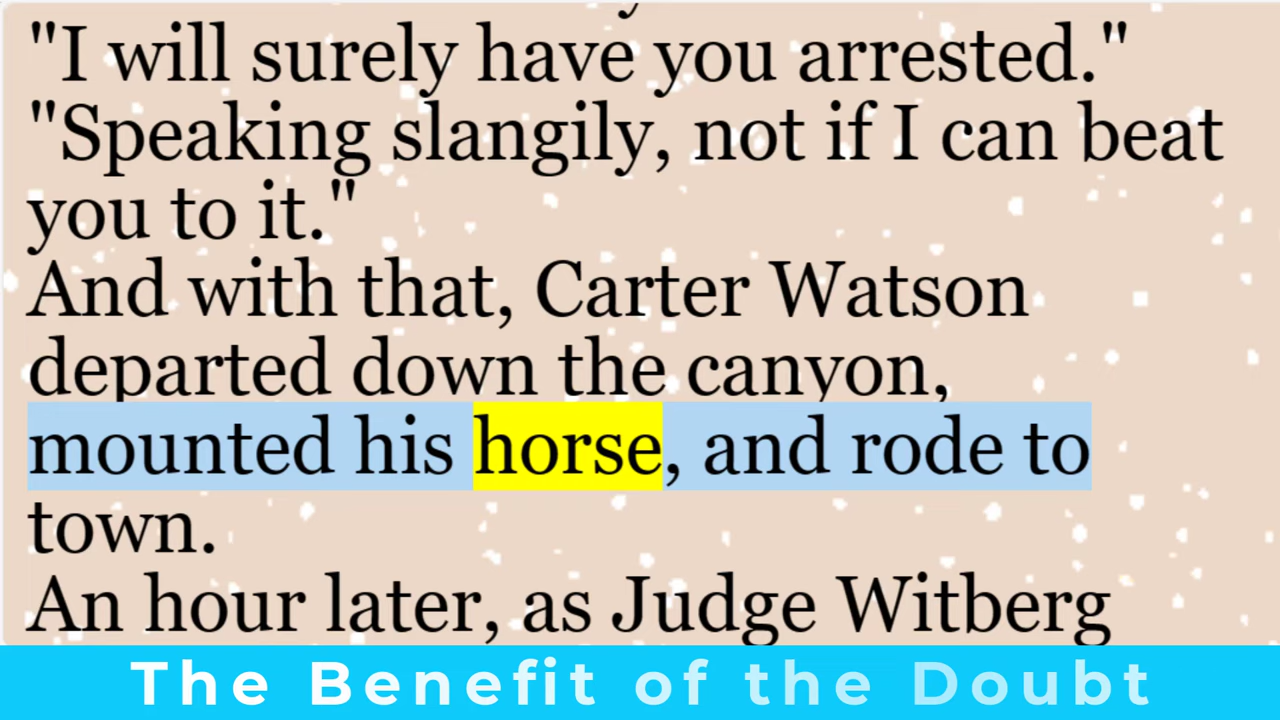 "I will surely have you arrested."
"Speaking slangily, not if I can beat
you to it."
And with that, Carter Watson
departed down the canyon,
mounted his horse, and rode to
town.
An hour later, as Judge Witberg
The Benefit of the Doubt